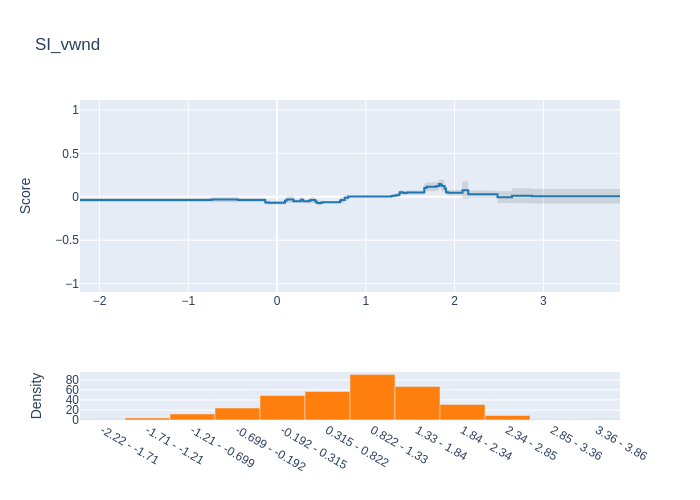 SI_vwnd
1
0.5
0
−0.5
−1
Score
−2
−1
0
1
2
3
80
60
40
20
0
Density
-2.22 - -1.71
-1.71 - -1.21
-1.21 - -0.699
-0.699 - -0.192
-0.192 - 0.315
0.315 - 0.822
0.822 - 1.33
1.33 - 1.84
1.84 - 2.34
2.34 - 2.85
2.85 - 3.36
3.36 - 3.86